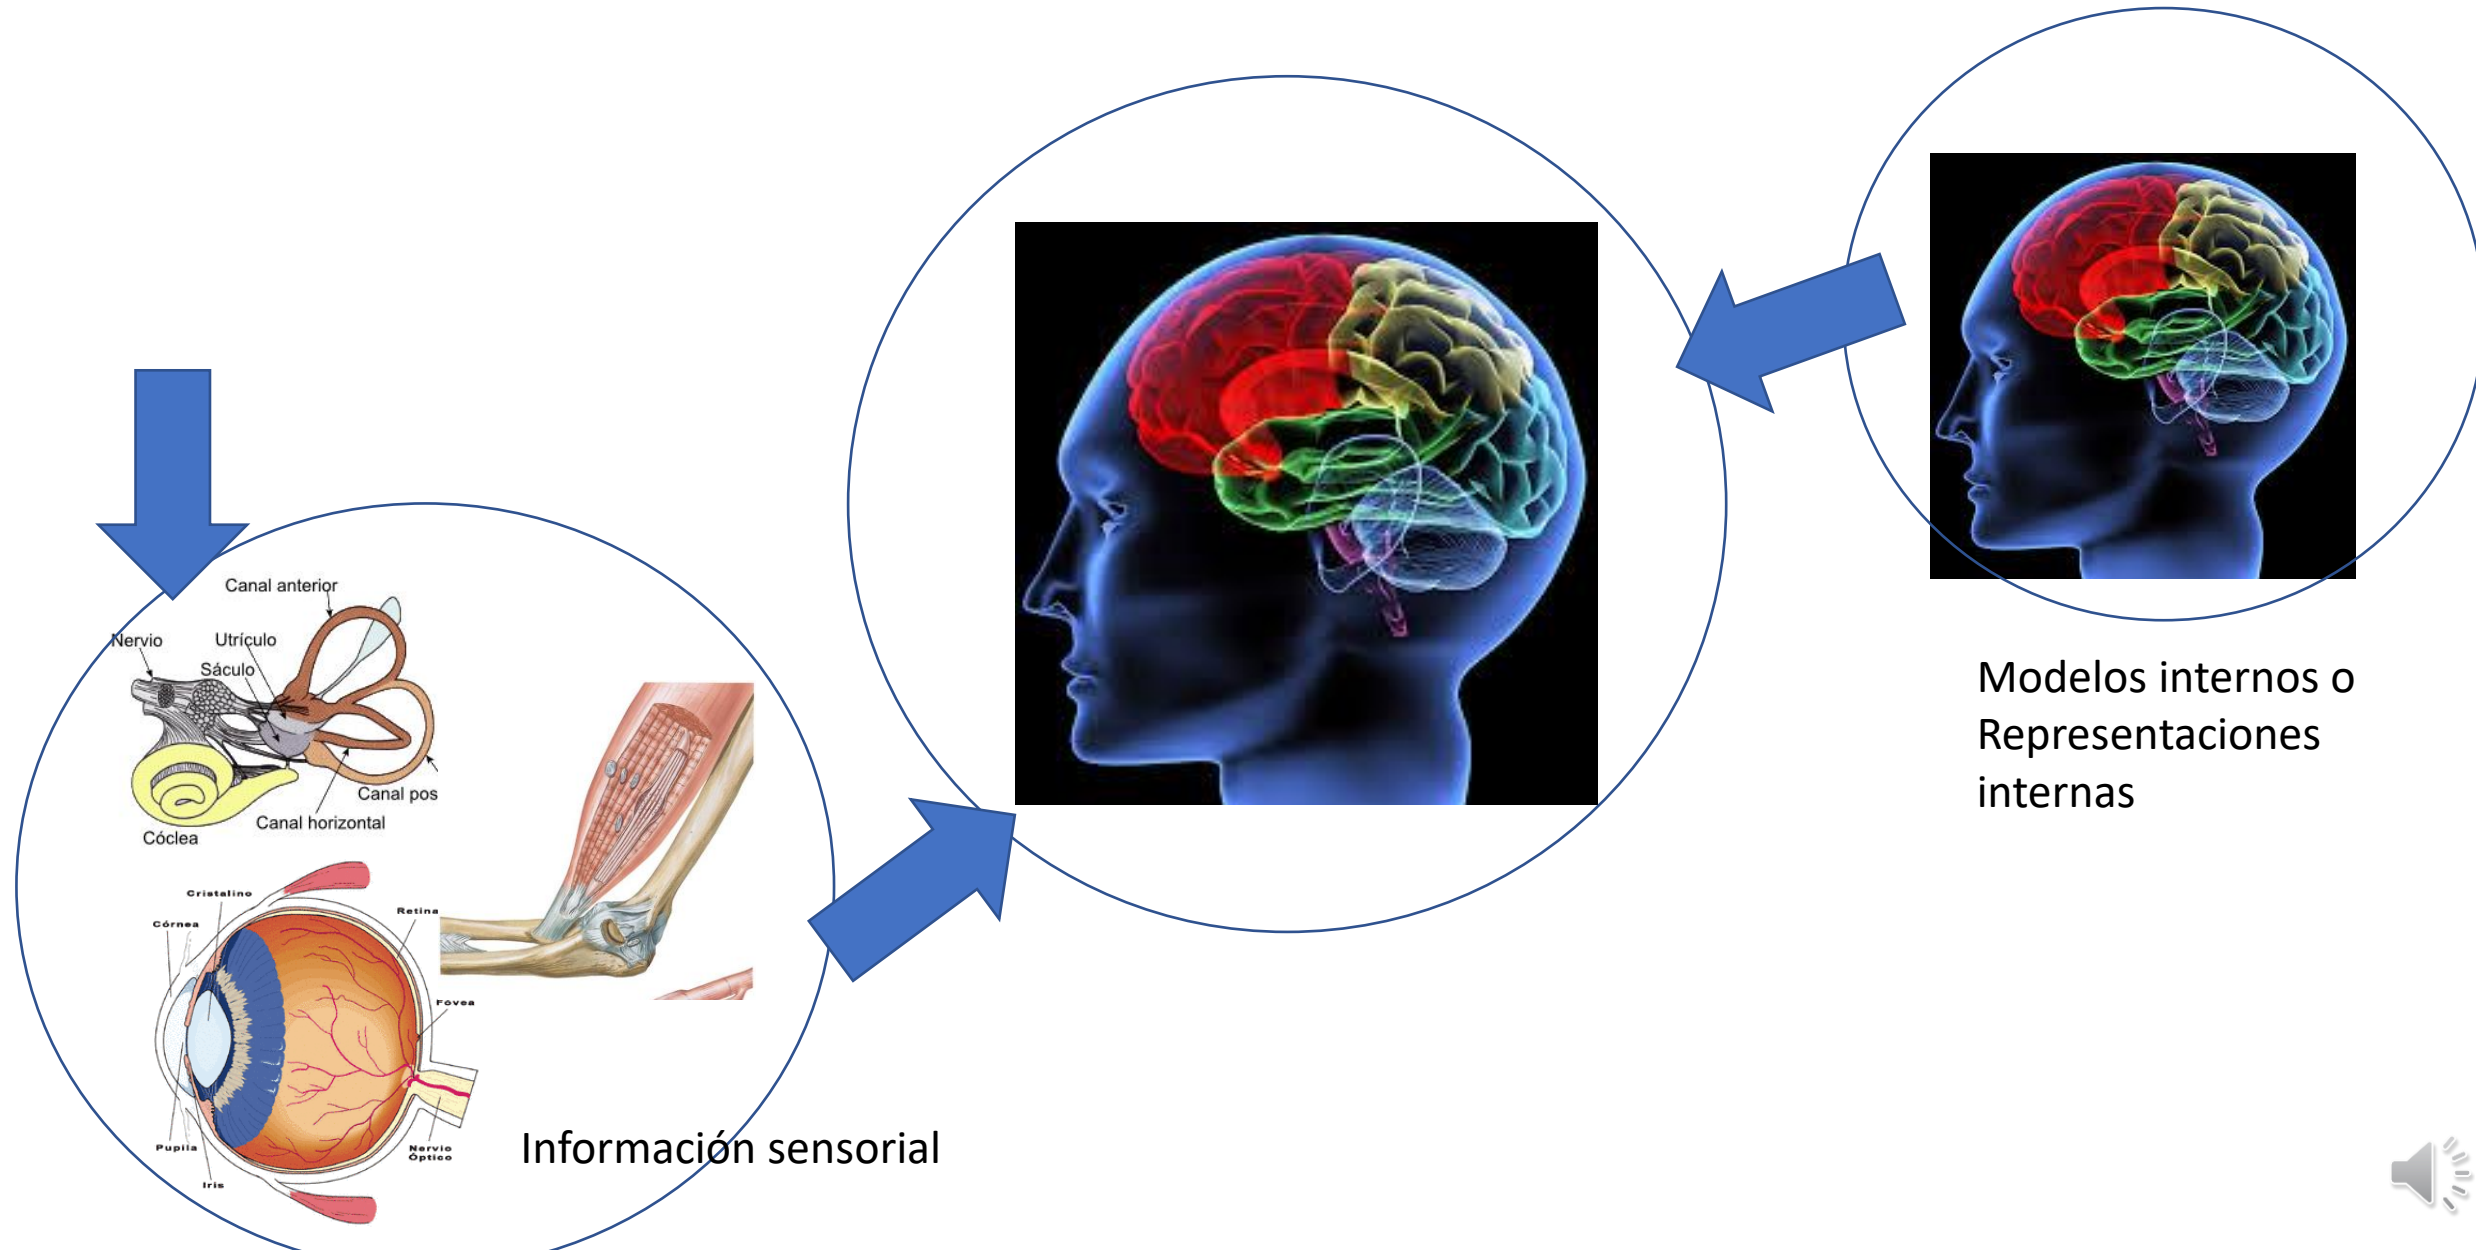 Canal anterior
Nervio
Utrículo
Sáculo
Canal pos
Canal horizontal
Cóclea
Cristalino
Retina
Córnea
Fóvea
Pupila
Nervio
Óptico
Iris
Información sensorial
Modelos internos o
Representaciones
internas